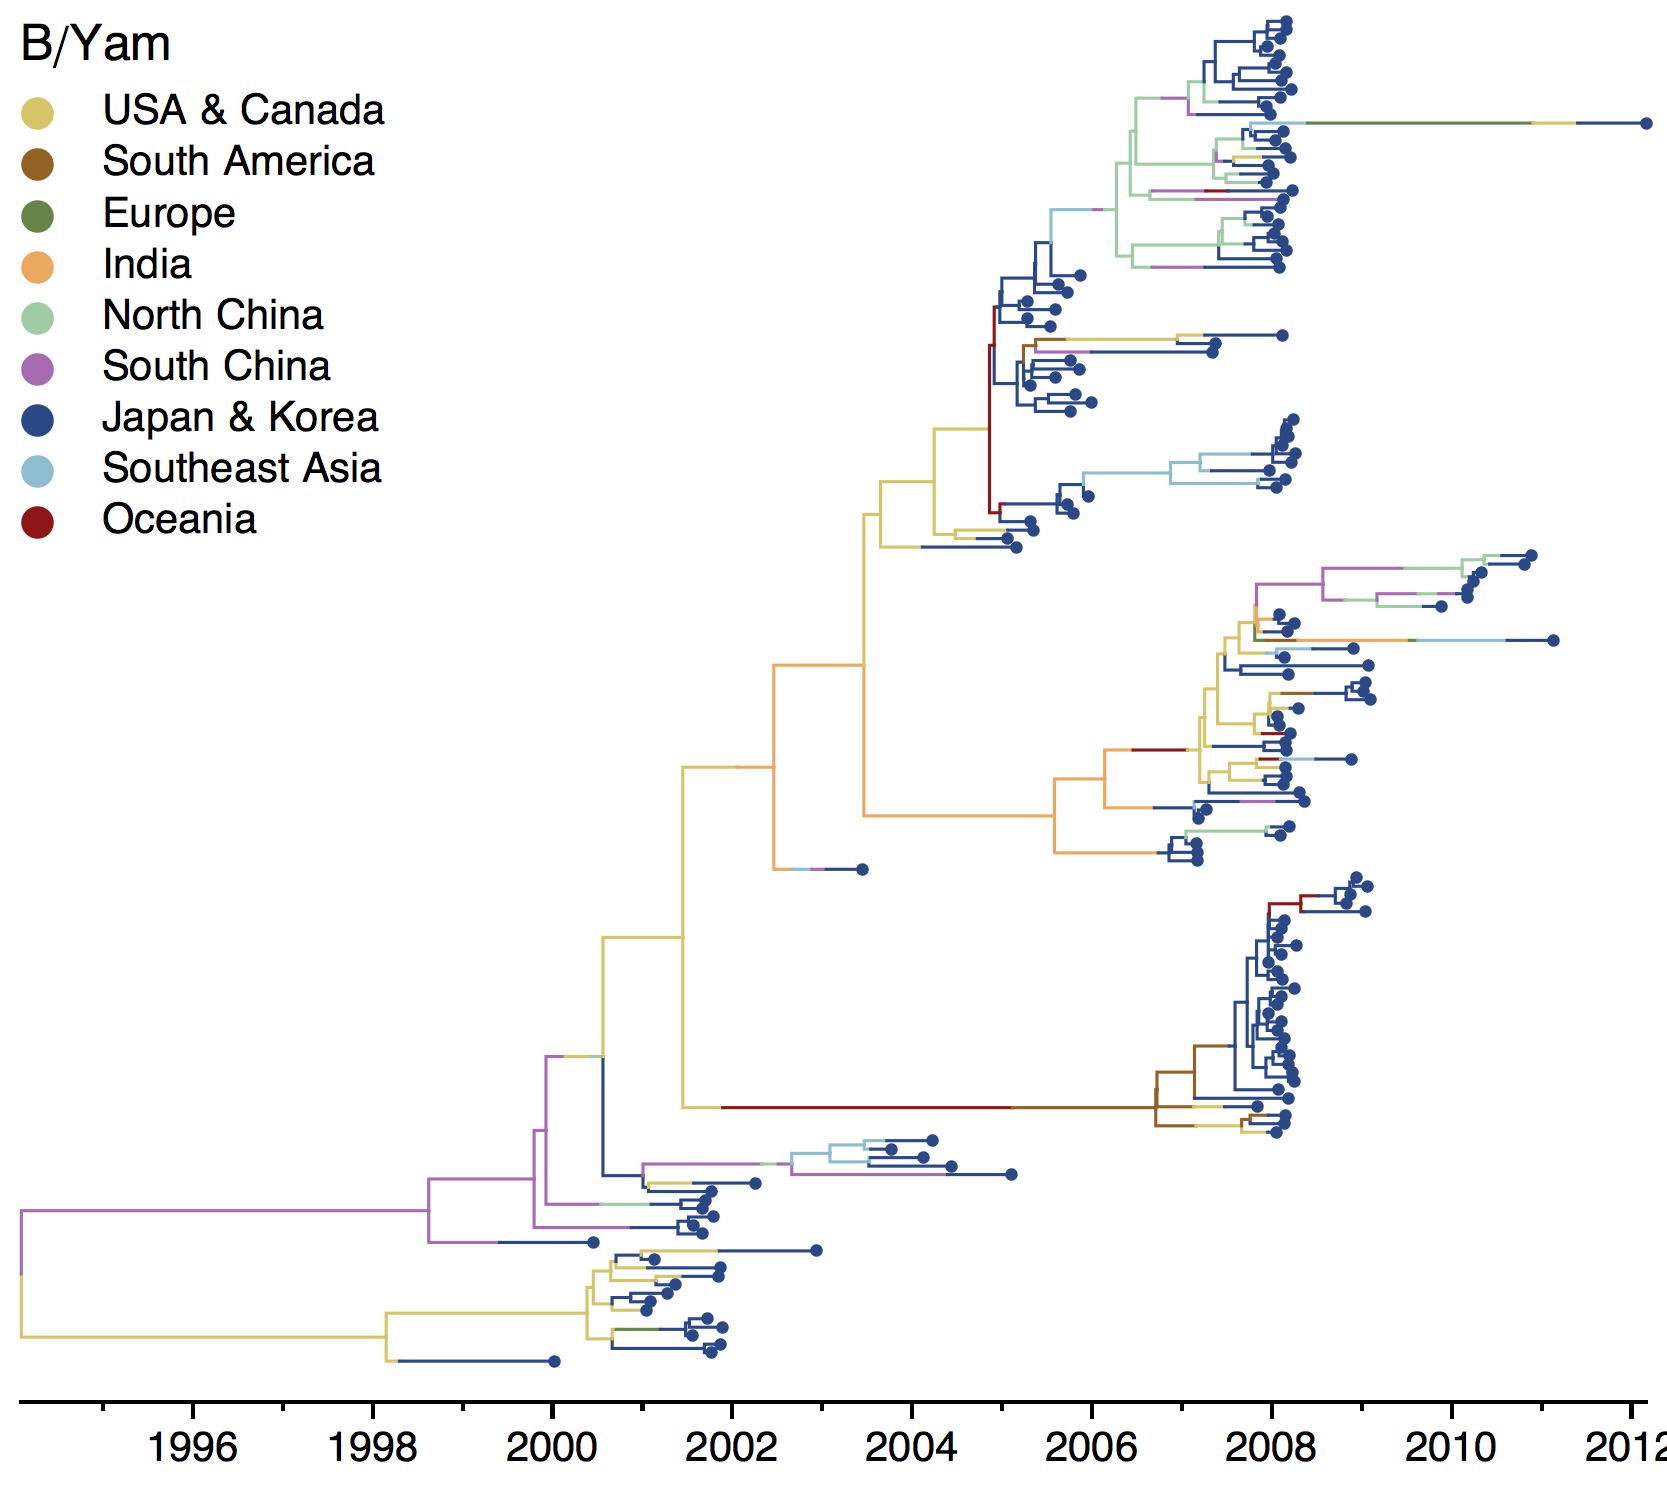 B/Yam
USA & Canada
South America
Europe
India
North China
South China
Japan & Korea
Southeast Asia
Oceania
1996 1998 2000 2002 2004 2006 2008 2010 2012